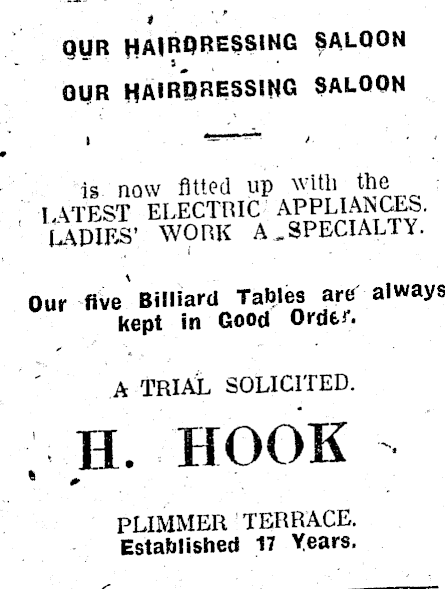 OUR HAIRDRESSING SALOON
OUR HAIRDRESSING SALOON
is now fitted up with the
LATEST ELECTRIC APPLIANCES.
LADIES' WORK A SPECIALTY.
Our five Billiard Tables are always
kept in Good Order.
A TRIAL SOLICITED.
H. HOOK
PLIMMER TERRACE.
Established 17 Years.